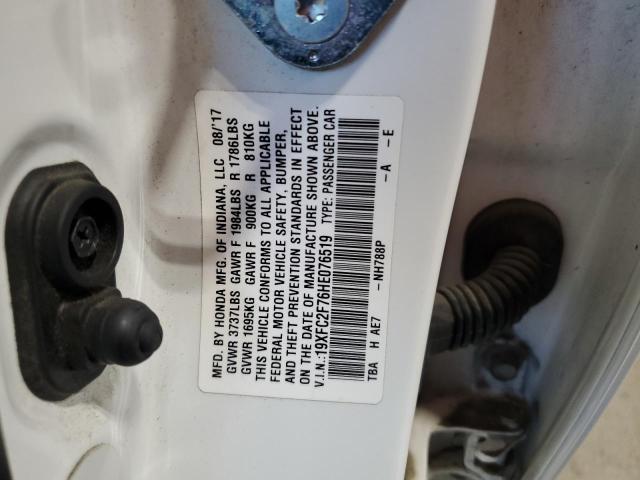 MFD. BY HONDA MFG. OF INDIANA, LLC 08/'17
GVWR 3737LBS GAWR F 1984LBS R 1786LBS
GVWR 1695KG GAWR F 900KG R 810KG
THIS VEHICLE CONFORMS TO ALL APPLICABLE
FEDERAL MOTOR VEHICLE SAFETY, BUMPER,
AND THEFT PREVENTION STANDARDS IN EFFECT
ON THE DATE OF MANUFACTURE SHOWN ABOVE.
V.I.N.:19XFC2F76HE076519 TYPE: PASSENGER CAR
TBA H AE7 –NH788P –A –E